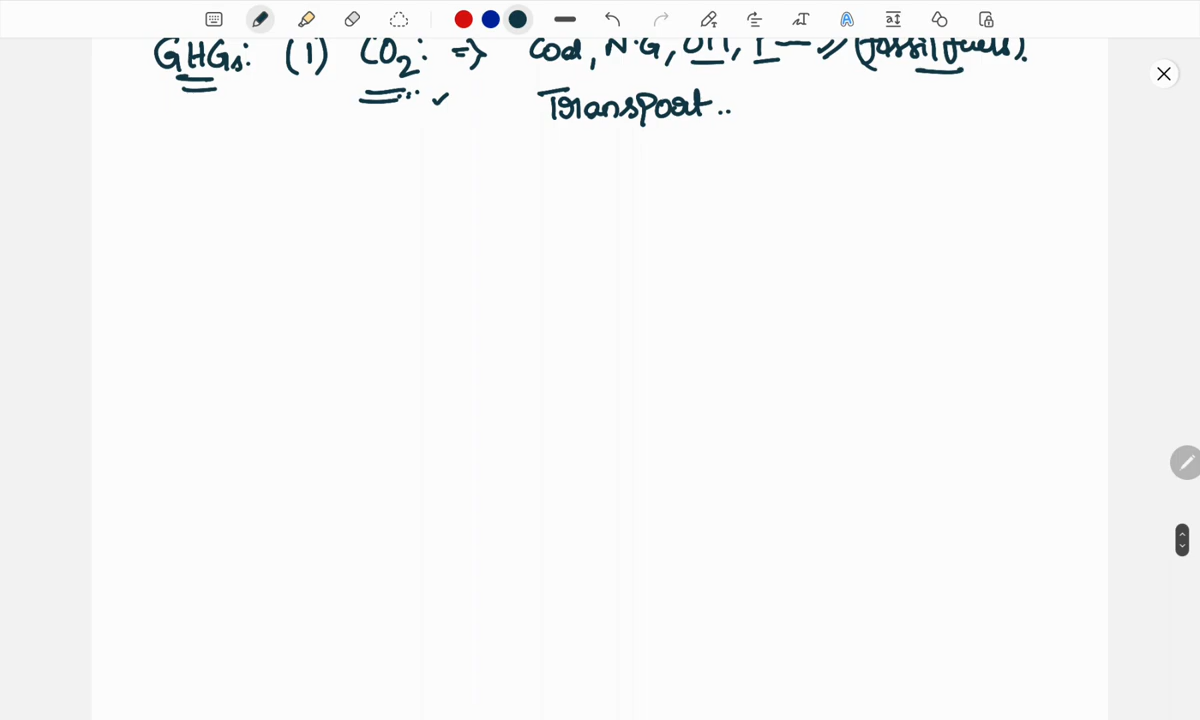 GHGs: (1) CO₂: => Coal, N.G, Oil, (fossil fuels).
Transport ..